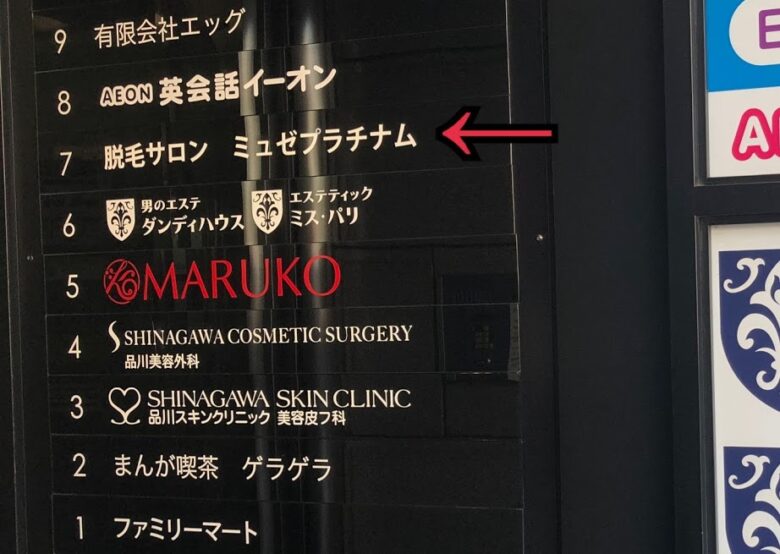 9 有限会社エッグ
8 AEON 英会話イーオン
7 脱毛サロン ミュゼプラチナム
6 男のエステ ダンディハウス エステティック ミス・パリ
5 MARUKO
4 SHINAGAWA COSMETIC SURGERY
品川美容外科
3 SHINAGAWA SKIN CLINIC
品川スキンクリニック 美容皮フ科
2 まんが喫茶 ゲラゲラ
1 ファミリーマート